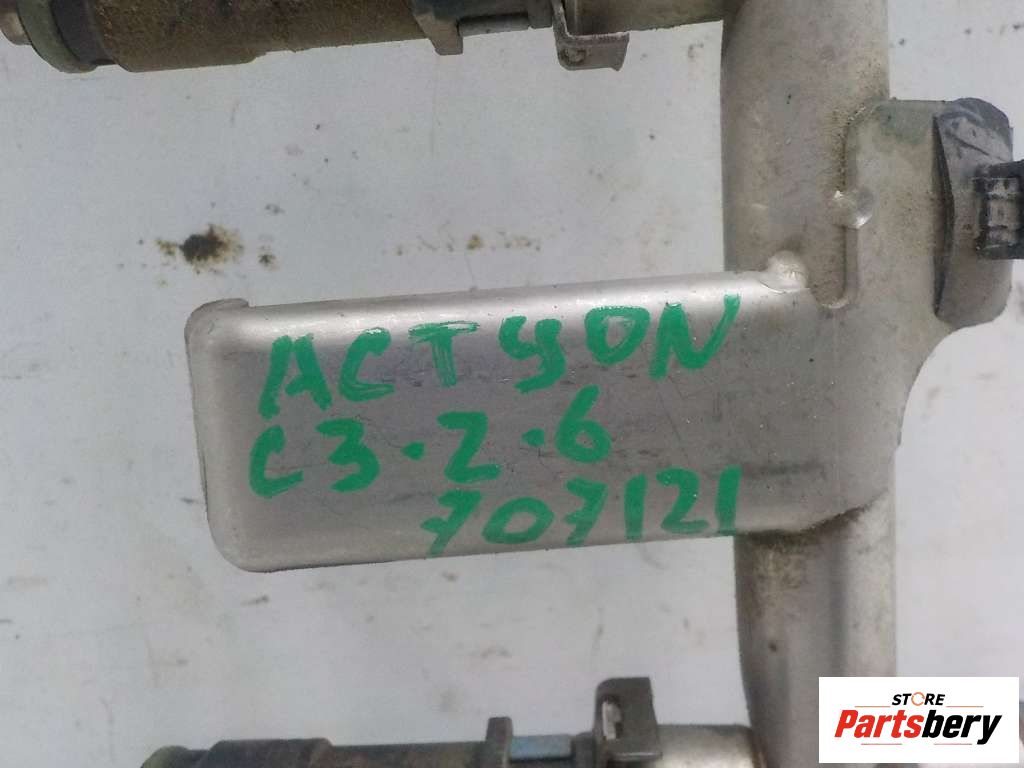 ACTYON
C3.2.6
707121
STORE
Partsbery